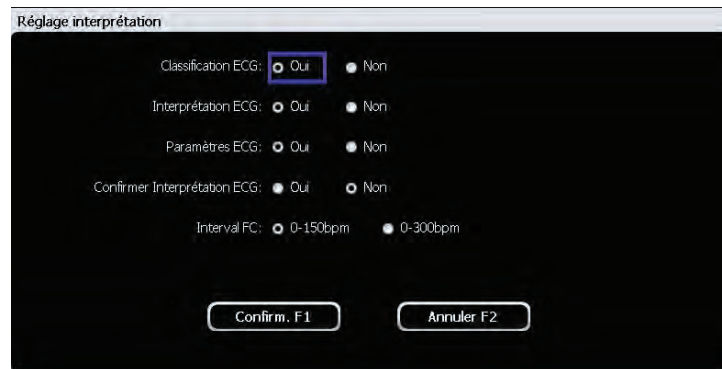 Réglage interprétation
Classification ECG: Oui Non
Interprétation ECG: Oui Non
Paramètres ECG: Oui Non
Confirmer Interprétation ECG: Oui Non
Interval FC: 0-150bpm 0-300bpm
Confirm. F1 Annuler F2